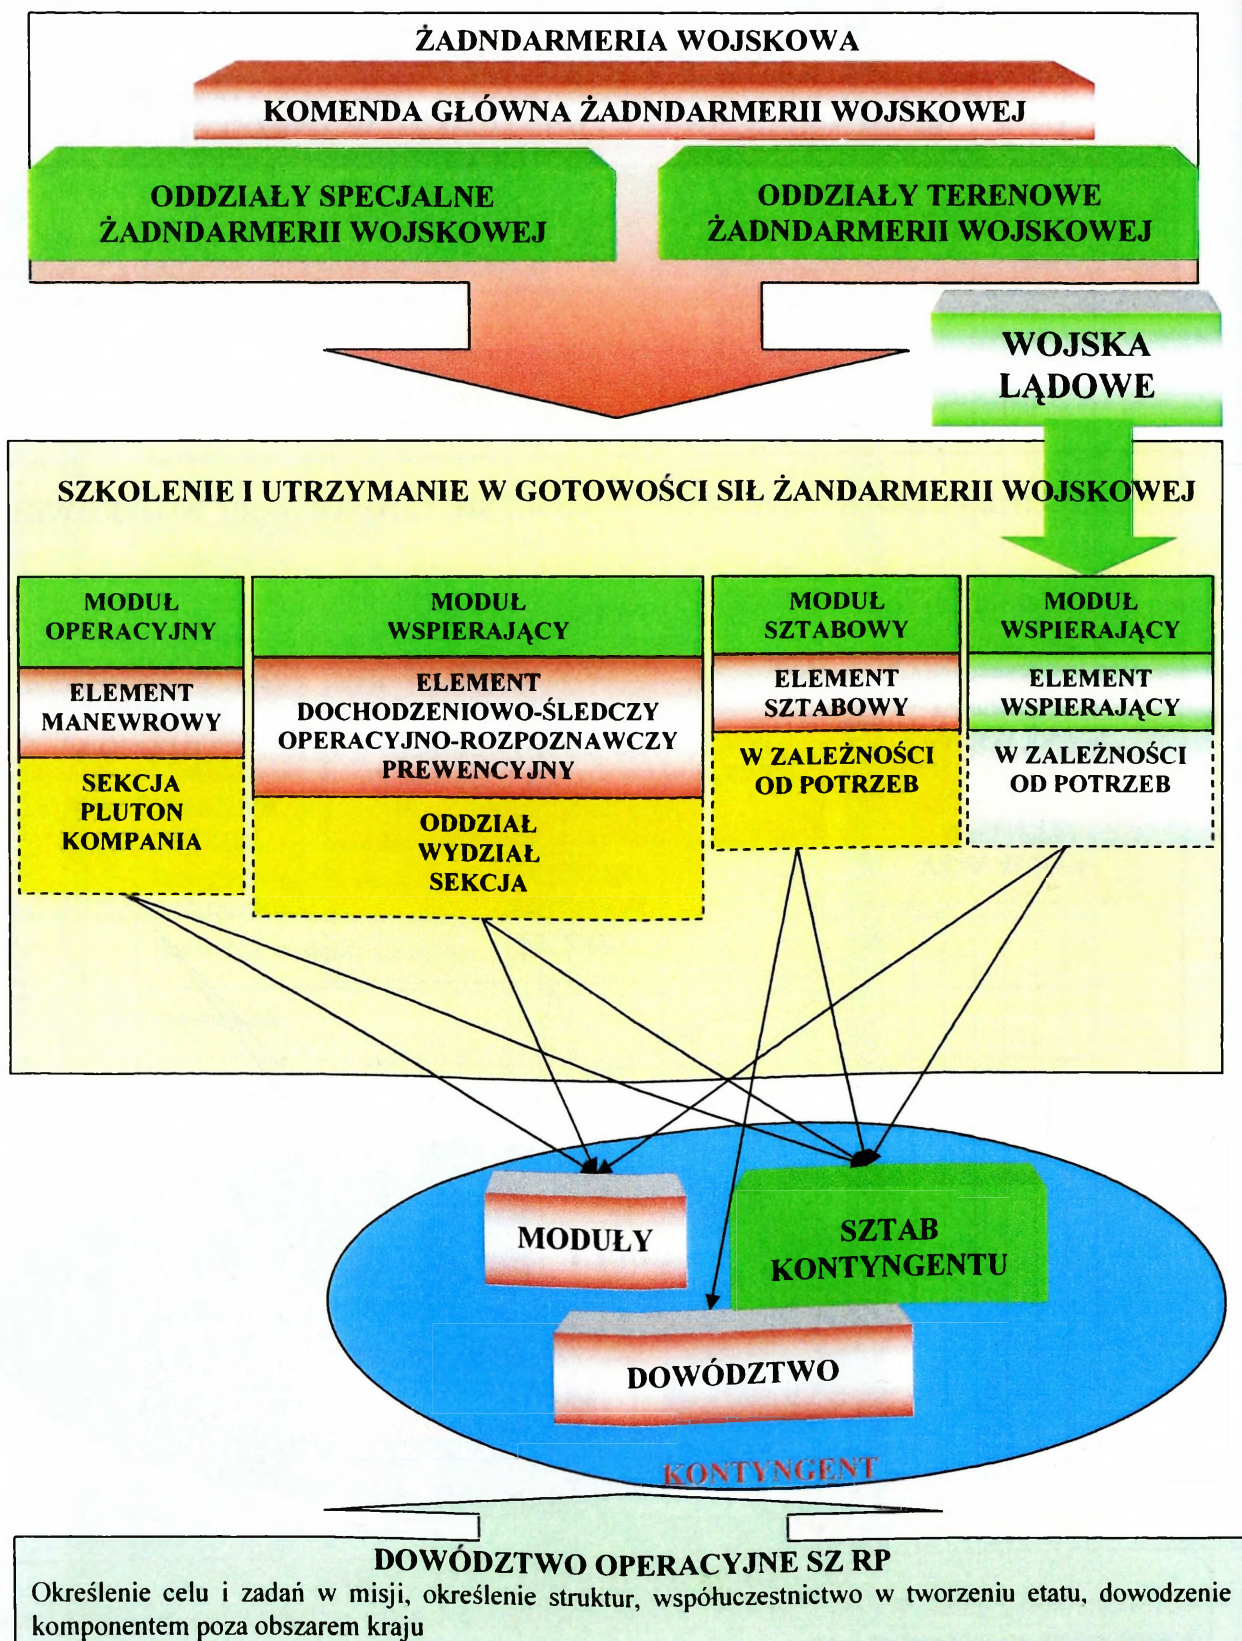 ŻADNDARMERIA WOJSKOWA
KOMENDA GŁÓWNA ŻADNDARMERII WOJSKOWEJ
ODDZIAŁY SPECJALNE
ŻADNDARMERII WOJSKOWEJ
ODDZIAŁY TERENOWE
ŻADNDARMERII WOJSKOWEJ
WOJSKA
LĄDOWE
SZKOLENIE I UTRZYMANIE W GOTOWOŚCI SIŁ ŻANDARMERII WOJSKOWEJ
MODUŁ
OPERACYJNY
ELEMENT
MANEWROWY
SEKCJA
PLUTON
KOMPANIA
MODUŁ
WSPIERAJĄCY
ELEMENT
DOCHODZENIOWO-ŚLEDCZY
OPERACYJNO-ROZPOZNAWCZY
PREWENCYJNY
ODDZIAŁ
WYDZIAŁ
SEKCJA
MODUŁ
SZTABOWY
ELEMENT
SZTABOWY
W ZALEŻNOŚCI
OD POTRZEB
MODUŁ
WSPIERAJĄCY
ELEMENT
WSPIERAJĄCY
W ZALEŻNOŚCI
OD POTRZEB
MODUŁY
SZTAB
KONTYNGENTU
DOWÓDZTWO
KONTYNGENT
DOWÓDZTWO OPERACYJNE SZ RP
Określenie celu i zadań w misji, określenie struktur, współuczestnictwo w tworzeniu etatu, dowodzenie
komponentem poza obszarem kraju